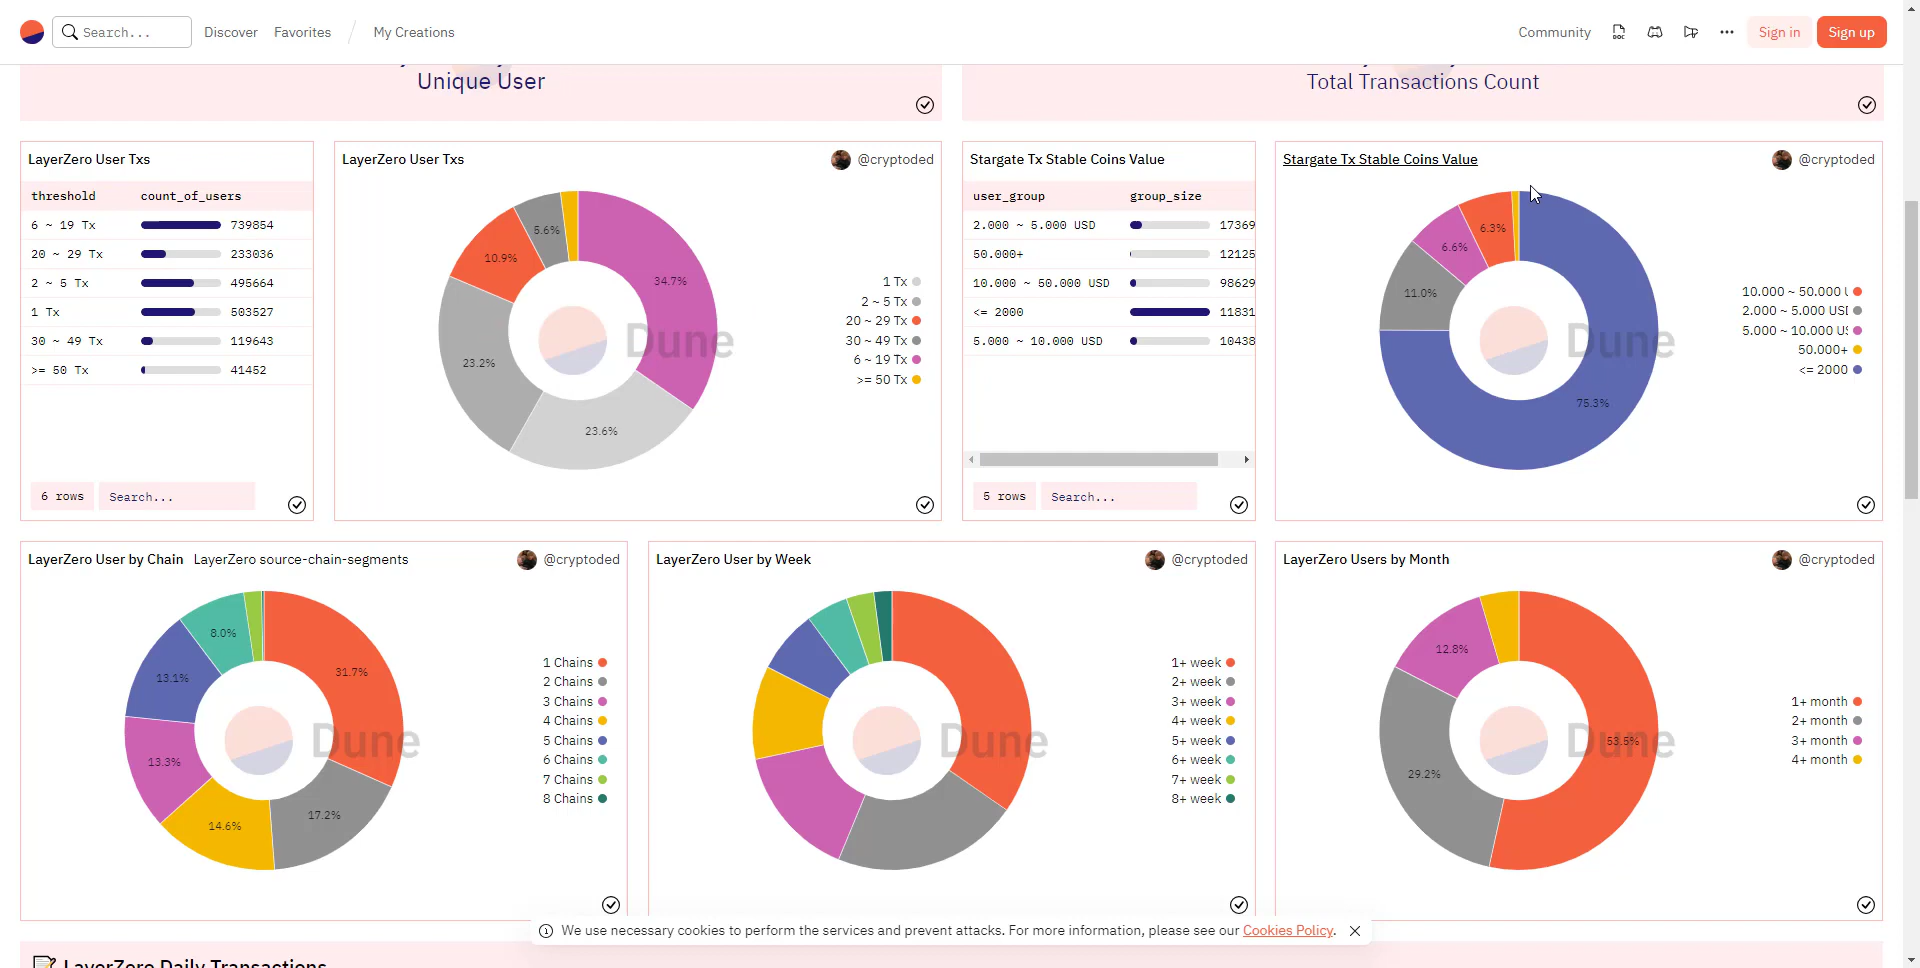 Search...
Discover
Favorites
My Creations
Community
DOC
Sign in
Sign up
Unique User
Total Transactions Count
LayerZero User Txs
threshold count_of_users
6 ~ 19 Tx 739854
20 ~ 29 Tx 233036
2 ~ 5 Tx 495664
1 Tx 503527
30 ~ 49 Tx 119643
>= 50 Tx 41452
6 rows
Search...
LayerZero User Txs
@cryptoded
5.6%
10.9%
34.7%
23.2%
23.6%
Dune
1 Tx
2 ~ 5 Tx
20 ~ 29 Tx
30 ~ 49 Tx
6 ~ 19 Tx
>= 50 Tx
Stargate Tx Stable Coins Value
user_group group_size
2.000 ~ 5.000 USD 17369
50.000+ 12125
10.000 ~ 50.000 USD 98629
<= 2000 11831
5.000 ~ 10.000 USD 10438
5 rows
Search...
Stargate Tx Stable Coins Value
@cryptoded
6.3%
6.6%
11.0%
75.3%
Dune
10.000 ~ 50.000 U
2.000 ~ 5.000 USD
5.000 ~ 10.000 US
50.000+
<= 2000
LayerZero User by Chain LayerZero source-chain-segments
@cryptoded
8.0%
31.7%
13.1%
13.3%
14.6%
17.2%
Dune
1 Chains
2 Chains
3 Chains
4 Chains
5 Chains
6 Chains
7 Chains
8 Chains
LayerZero User by Week
@cryptoded
Dune
1+ week
2+ week
3+ week
4+ week
5+ week
6+ week
7+ week
8+ week
LayerZero Users by Month
@cryptoded
12.8%
53.5%
29.2%
Dune
1+ month
2+ month
3+ month
4+ month
We use necessary cookies to perform the services and prevent attacks. For more information, please see our Cookies Policy.
LayerZero Daily Transactions